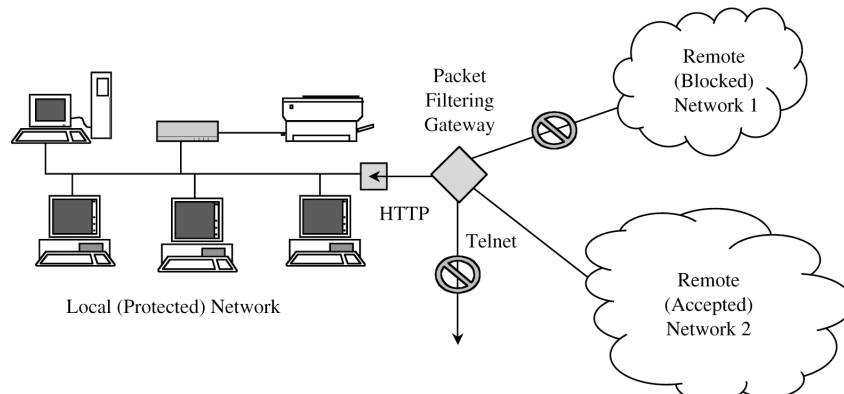 Packet
Filtering
Gateway
Remote
(Blocked)
Network 1
HTTP
Telnet
Remote
(Accepted)
Network 2
Local (Protected) Network